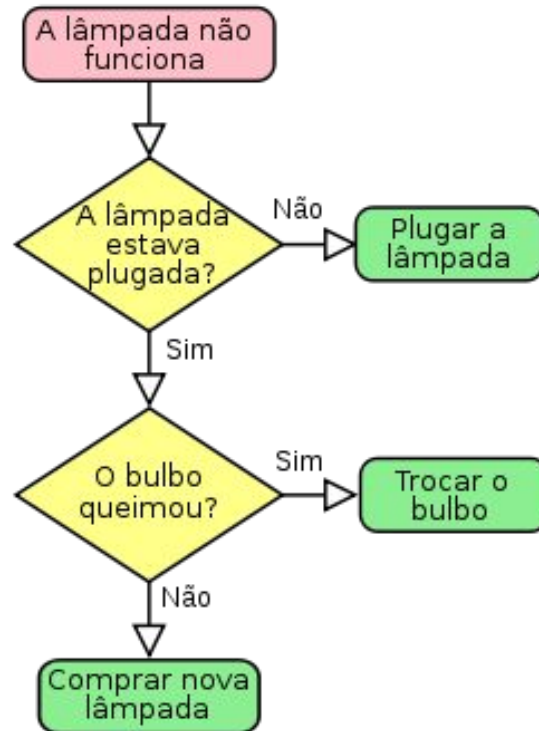 A lâmpada não
funciona
A lâmpada
estava
plugada?
Não
Plugar a
lâmpada
Sim
O bulbo
queimou?
Sim
Trocar o
bulbo
Não
Comprar nova
lâmpada